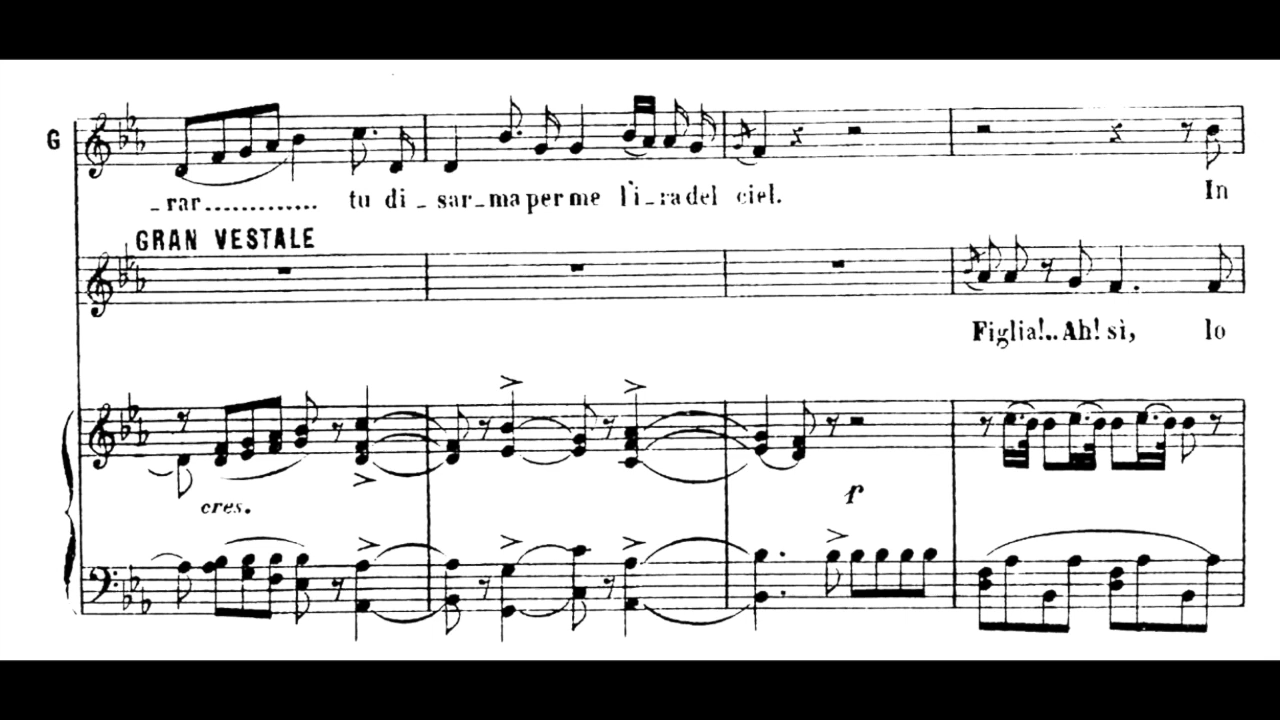 G
_rar............. tu di_sar_ma per me l'i_ra del ciel. In
GRAN VESTALE
Figlia!.. Ah! sì, lo
cres.